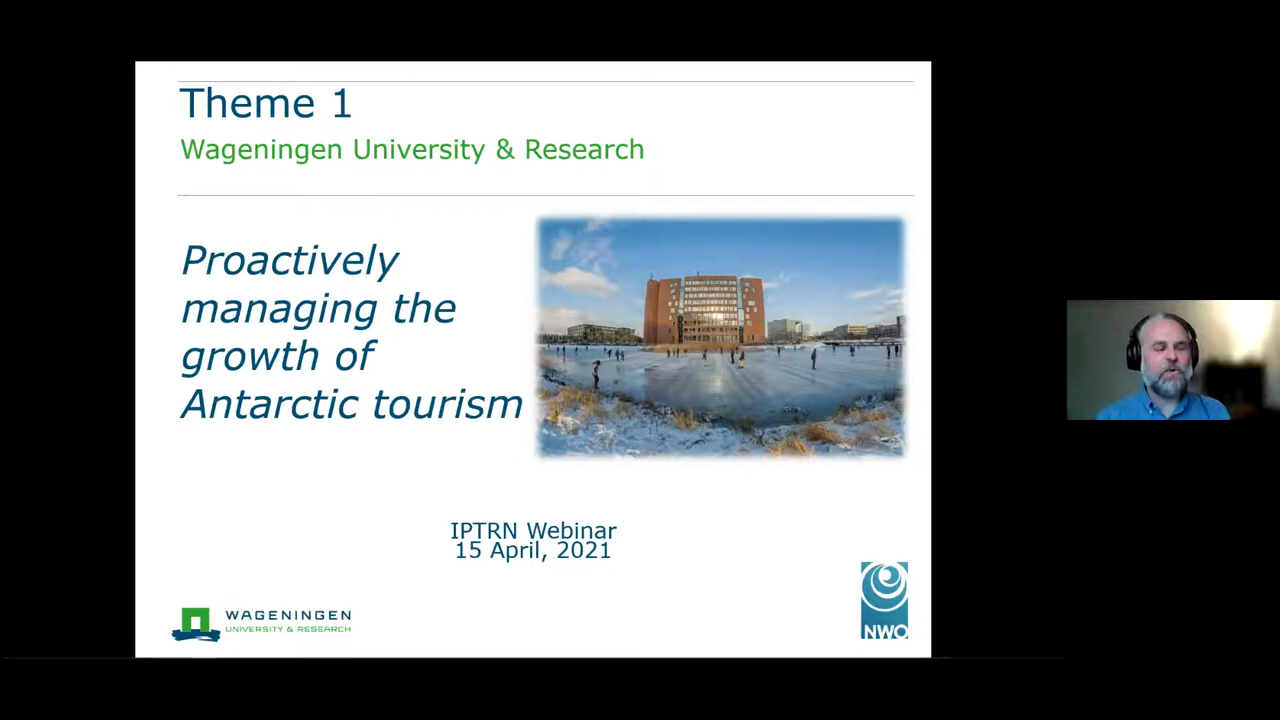 Theme 1
Wageningen University & Research
Proactively
managing the
growth of
Antarctic tourism
IPTRN Webinar
15 April, 2021
WAGENINGEN
UNIVERSITY & RESEARCH
NWO